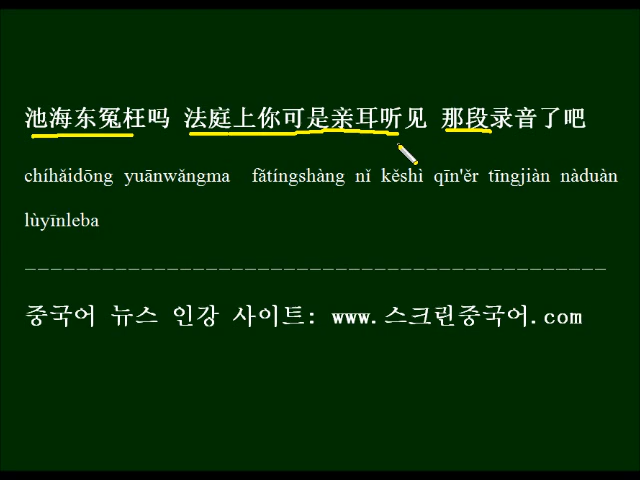 池海东冤枉吗 法庭上你可是亲耳听见 那段录音了吧
chíhǎidōng yuānwǎngma fǎtíngshàng nǐ kěshì qīn'ěr tīngjiàn nàduàn
lùyīnleba
중국어 뉴스 인강 사이트: www.스크린중국어.com